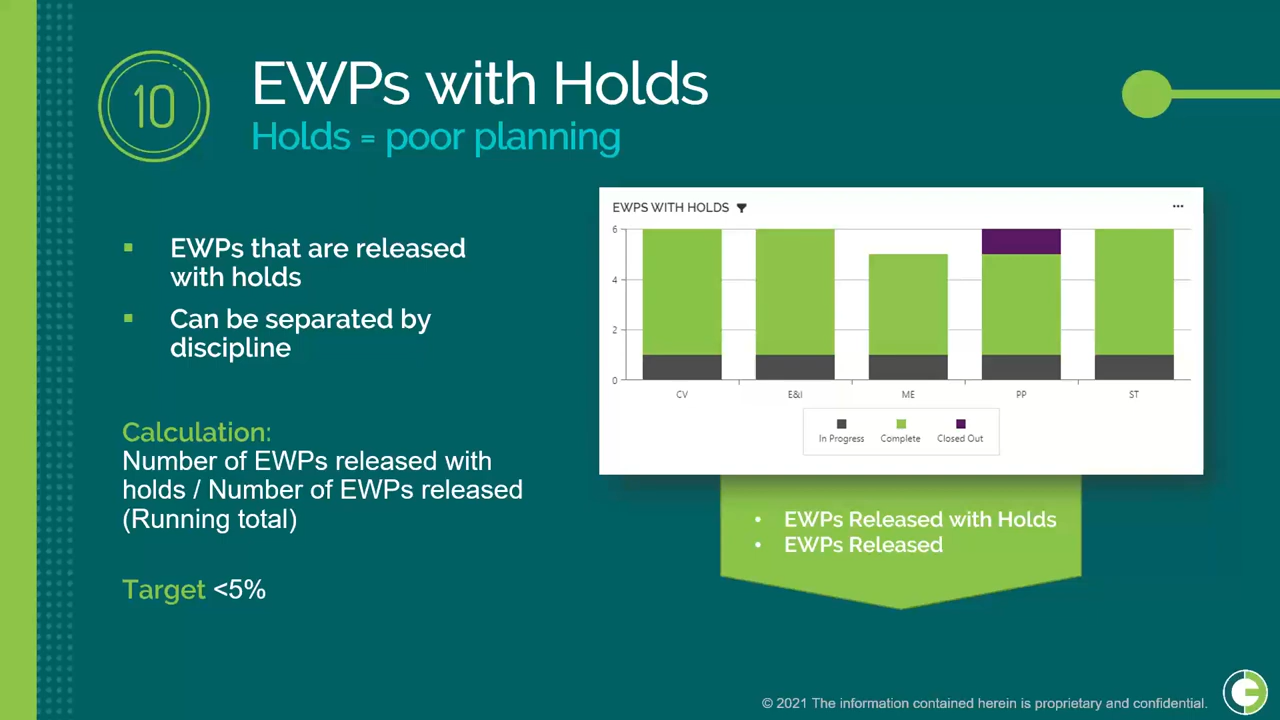 10
EWPs with Holds
Holds = poor planning
▪ EWPs that are released
with holds
▪ Can be separated by
discipline
Calculation:
Number of EWPs released with
holds / Number of EWPs released
(Running total)
Target <5%
EWPS WITH HOLDS
6
4
2
0
CV E&I ME PP ST
In Progress Complete Closed Out
• EWPs Released with Holds
• EWPs Released
© 2021 The information contained herein is proprietary and confidential.